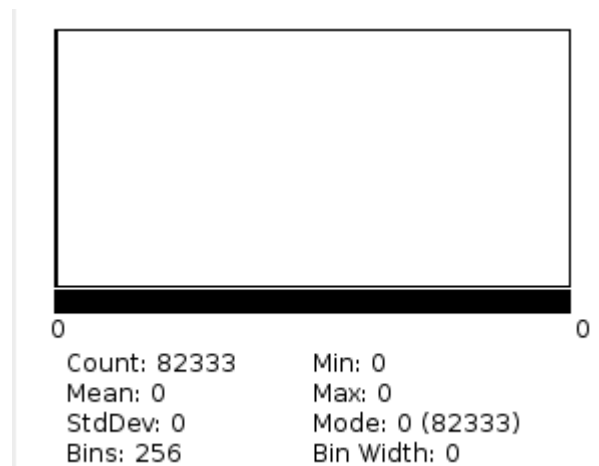 0 0
Count: 82333 Min: 0
Mean: 0 Max: 0
StdDev: 0 Mode: 0 (82333)
Bins: 256 Bin Width: 0